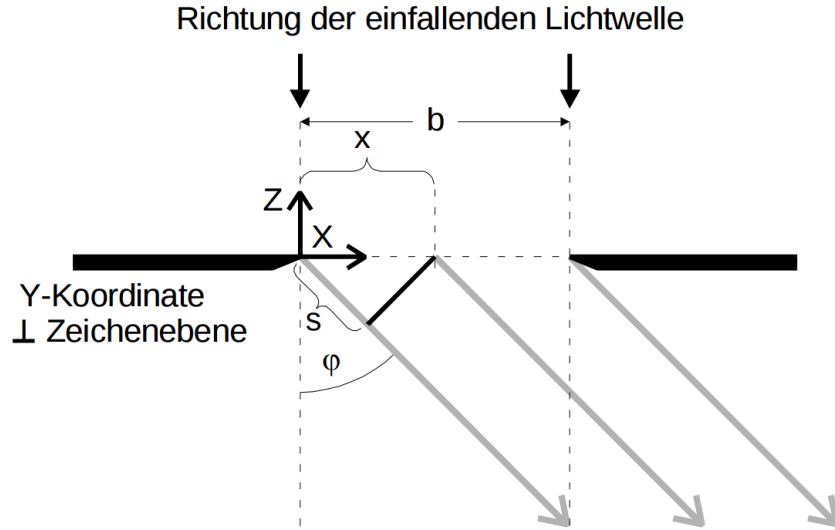 Richtung der einfallenden Lichtwelle
b
x
Z
X
Y-Koordinate
⊥ Zeichenebene
s
φ